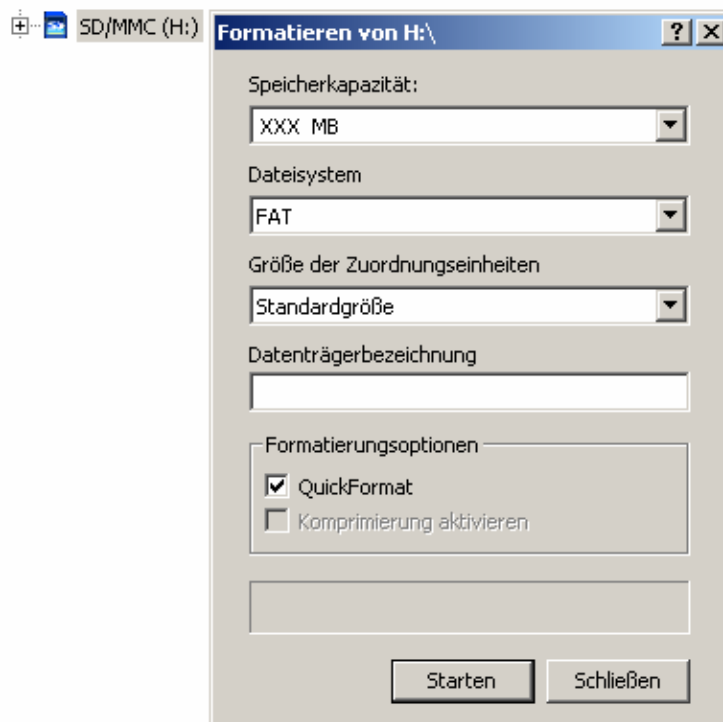 SD/MMC (H:)
Formatieren von H:\
Speicherkapazität:
XXX MB
Dateisystem
FAT
Größe der Zuordnungseinheiten
Standardgröße
Datenträgerbezeichnung
Formatierungsoptionen
QuickFormat
Komprimierung aktivieren
Starten Schließen